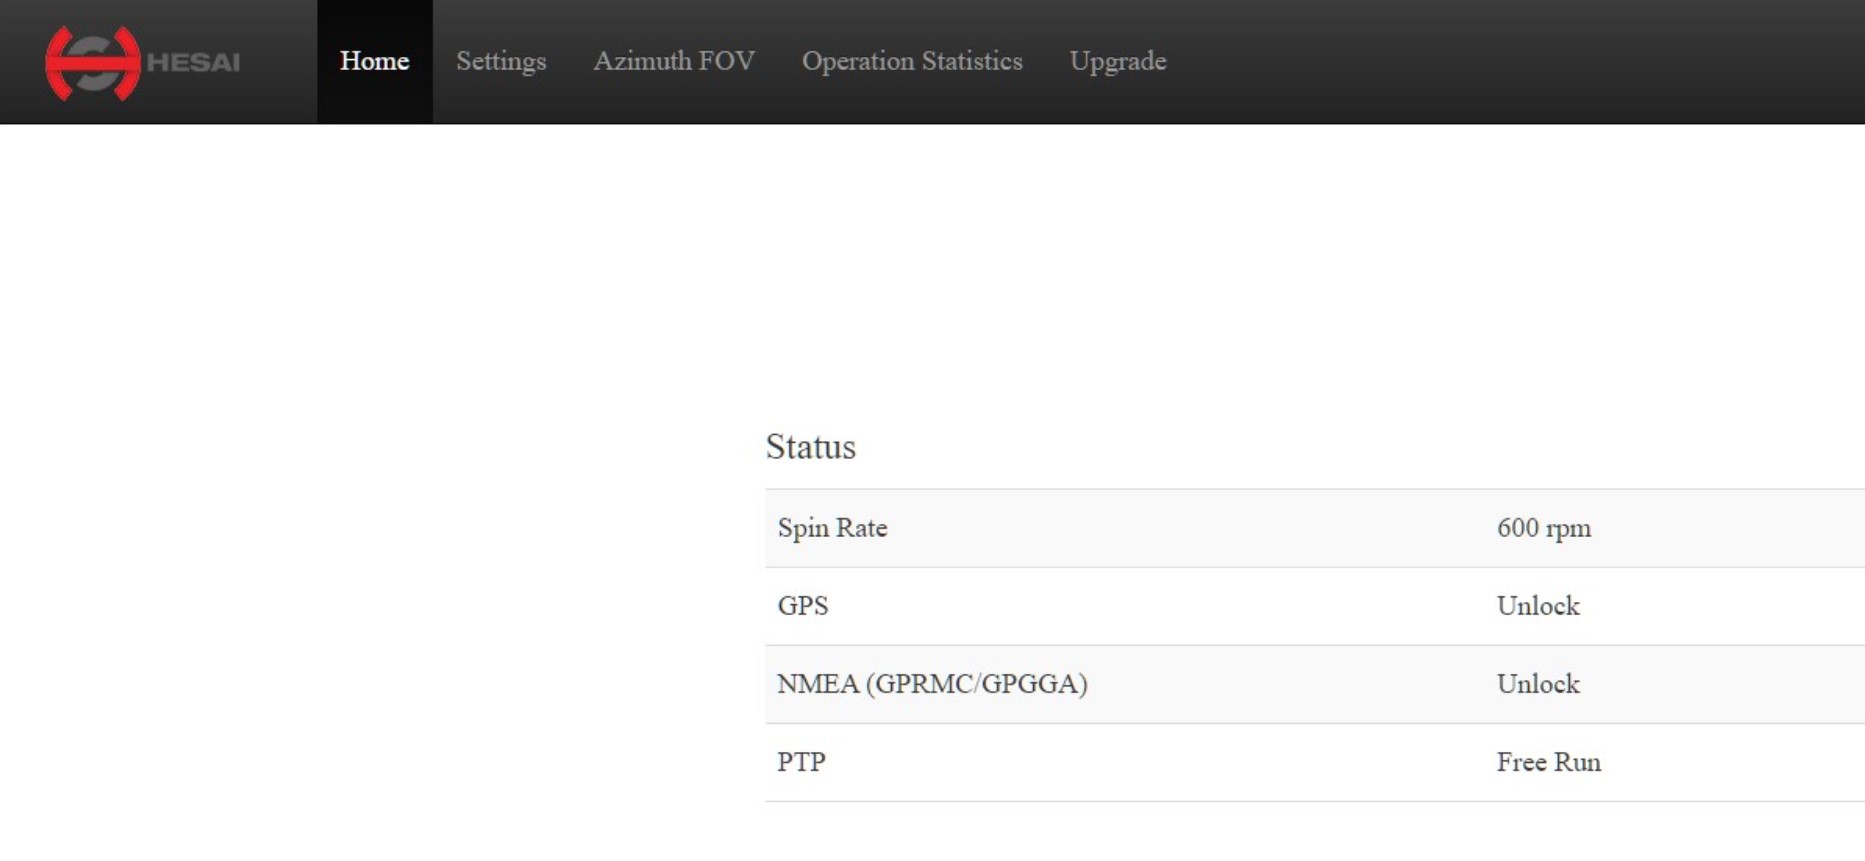 HESAI Home Settings Azimuth FOV Operation Statistics Upgrade
Status
Spin Rate 600 rpm
GPS Unlock
NMEA (GPRMC/GPGGA) Unlock
PTP Free Run